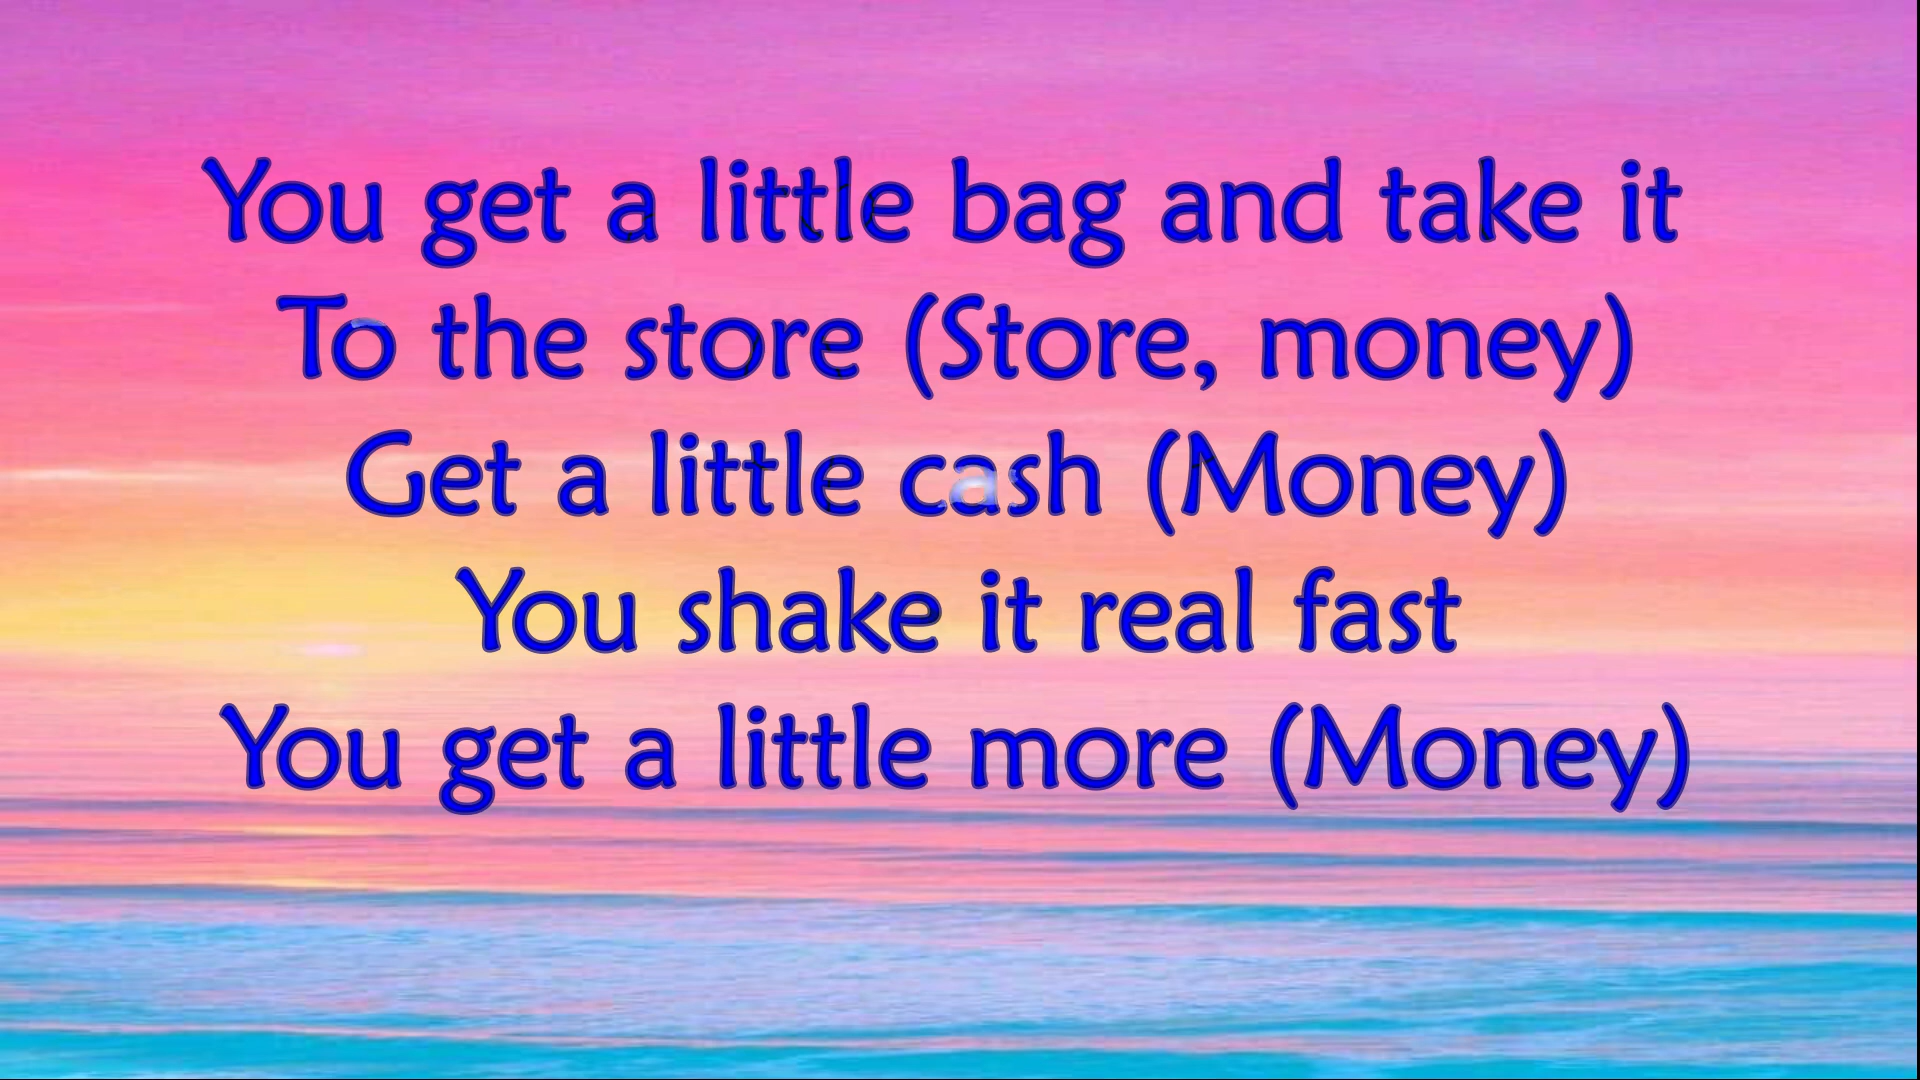 You get a little bag and take it
To the store (Store, money)
Get a little cash (Money)
You shake it real fast
You get a little more (Money)